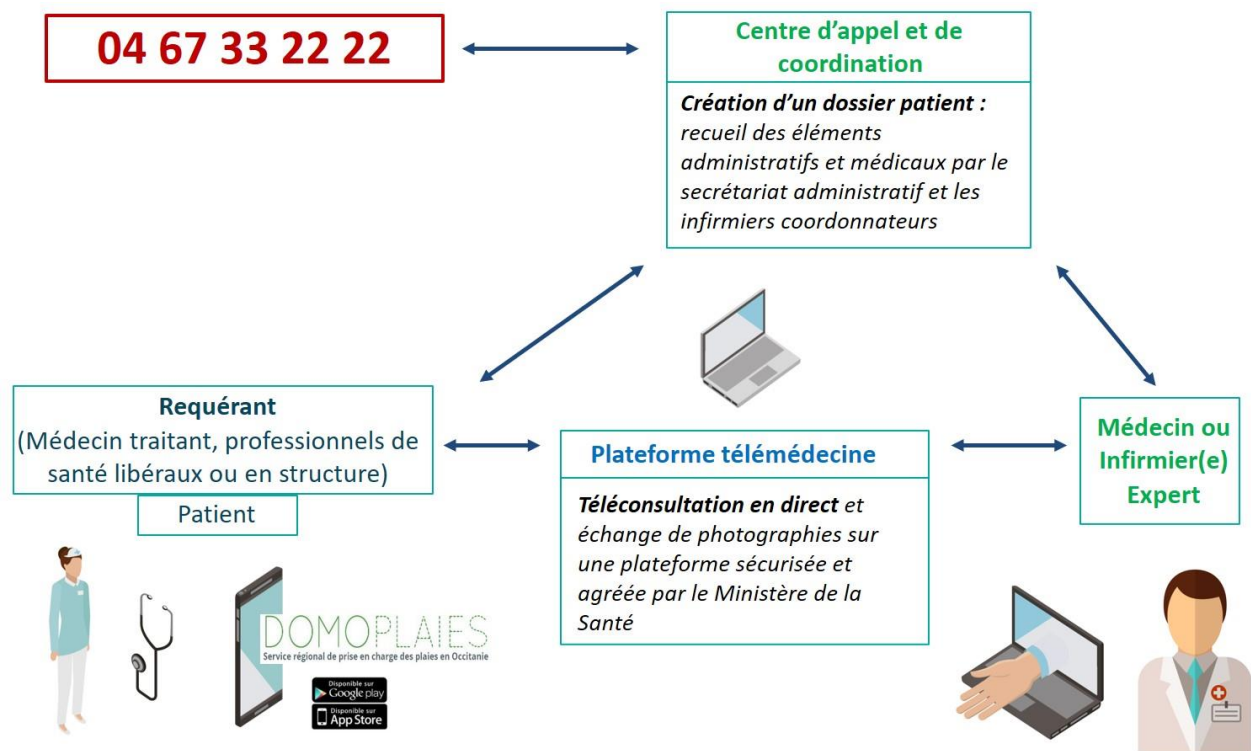 04 67 33 22 22
Centre d’appel et de
coordination
Création d’un dossier patient :
recueil des éléments
administratifs et médicaux par le
secrétariat administratif et les
infirmiers coordonnateurs
Requérant
(Médecin traitant, professionnels de
santé libéraux ou en structure)
Patient
Plateforme télémédecine
Téléconsultation en direct et
échange de photographies sur
une plateforme sécurisée et
agréée par le Ministère de la
Santé
Médecin ou
Infirmier(e)
Expert
DOMOPLAIES
Service régional de prise en charge des plaies en Occitanie
Disponible sur
Google play
Disponible sur
App Store